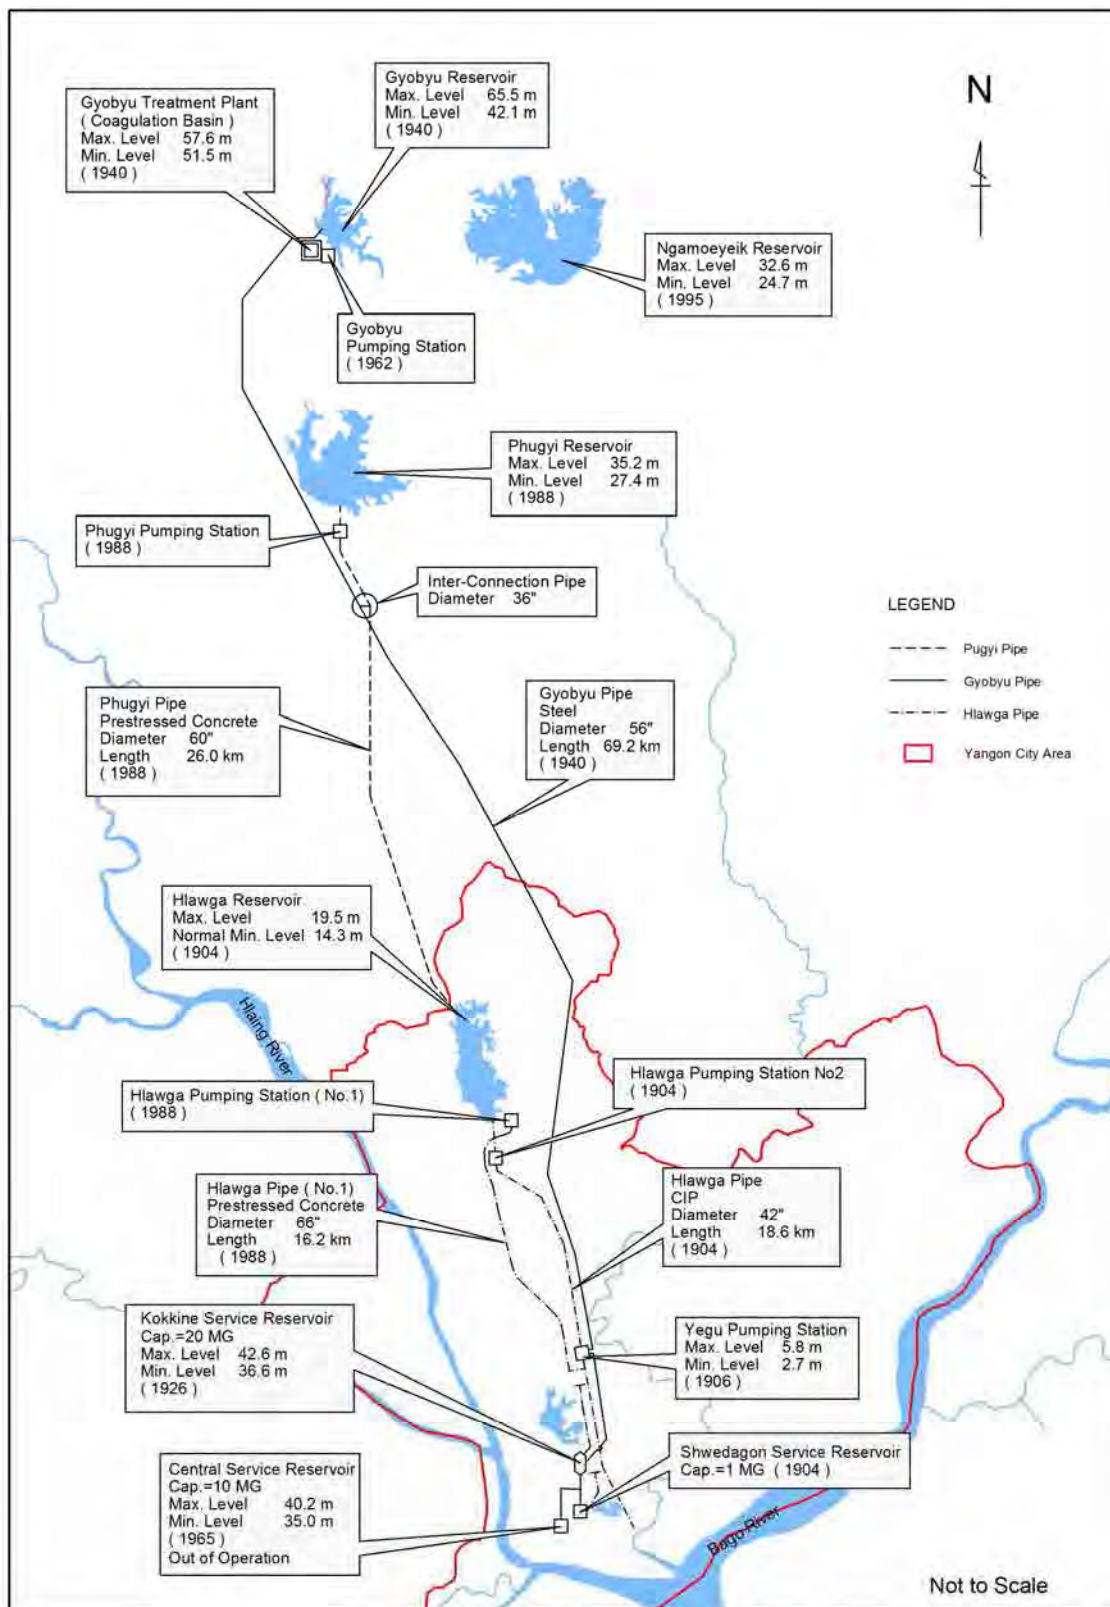 Gyobyu Reservoir
Max. Level 65.5 m
Min. Level 42.1 m
( 1940 )
N
Gyobyu Treatment Plant
( Coagulation Basin )
Max. Level 57.6 m
Min. Level 51.5 m
( 1940 )
Ngamoeyeik Reservoir
Max. Level 32.6 m
Min. Level 24.7 m
( 1995 )
Gyobyu
Pumping Station
( 1962 )
Phugyi Reservoir
Max. Level 35.2 m
Min. Level 27.4 m
( 1988 )
Phugyi Pumping Station
( 1988 )
Inter-Connection Pipe
Diameter 36"
LEGEND
Pugyi Pipe
Gyobyu Pipe
Hlawga Pipe
Yangon City Area
Phugyi Pipe
Prestressed Concrete
Diameter 60"
Length 26.0 km
( 1988 )
Gyobyu Pipe
Steel
Diameter 56"
Length 69.2 km
( 1940 )
Hlawga Reservoir
Max. Level 19.5 m
Normal Min. Level 14.3 m
( 1904 )
Hlaing River
Hlawga Pumping Station No2
( 1904 )
Hlawga Pumping Station ( No.1)
( 1988 )
Hlawga Pipe ( No.1)
Prestressed Concrete
Diameter 66"
Length 16.2 km
( 1988 )
Hlawga Pipe
CIP
Diameter 42"
Length 18.6 km
( 1904 )
Kokkine Service Reservoir
Cap.=20 MG
Max. Level 42.6 m
Min. Level 36.6 m
( 1926 )
Yegu Pumping Station
Max. Level 5.8 m
Min. Level 2.7 m
( 1906 )
Shwedagon Service Reservoir
Cap.=1 MG ( 1904 )
Central Service Reservoir
Cap.=10 MG
Max. Level 40.2 m
Min. Level 35.0 m
( 1965 )
Out of Operation
Bago River
Not to Scale